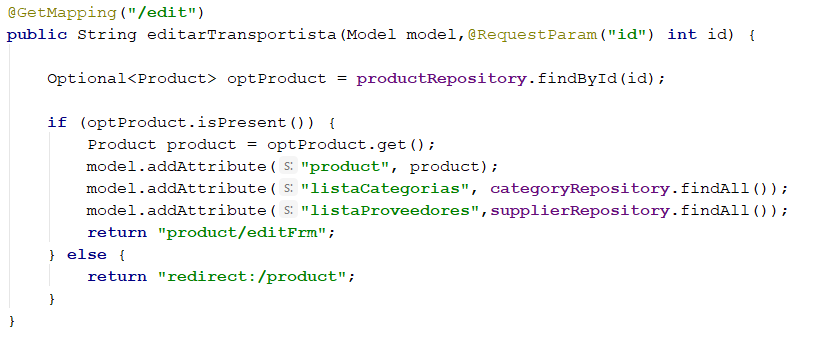 @GetMapping("/edit")
public String editarTransportista(Model model,@RequestParam("id") int id) {
Optional<Product> optProduct = productRepository.findById(id);
if (optProduct.isPresent()) {
Product product = optProduct.get();
model.addAttribute( s: "product", product);
model.addAttribute( s: "listaCategorias", categoryRepository.findAll());
model.addAttribute( s: "listaProveedores",supplierRepository.findAll());
return "product/editFrm";
} else {
return "redirect:/product";
}
}